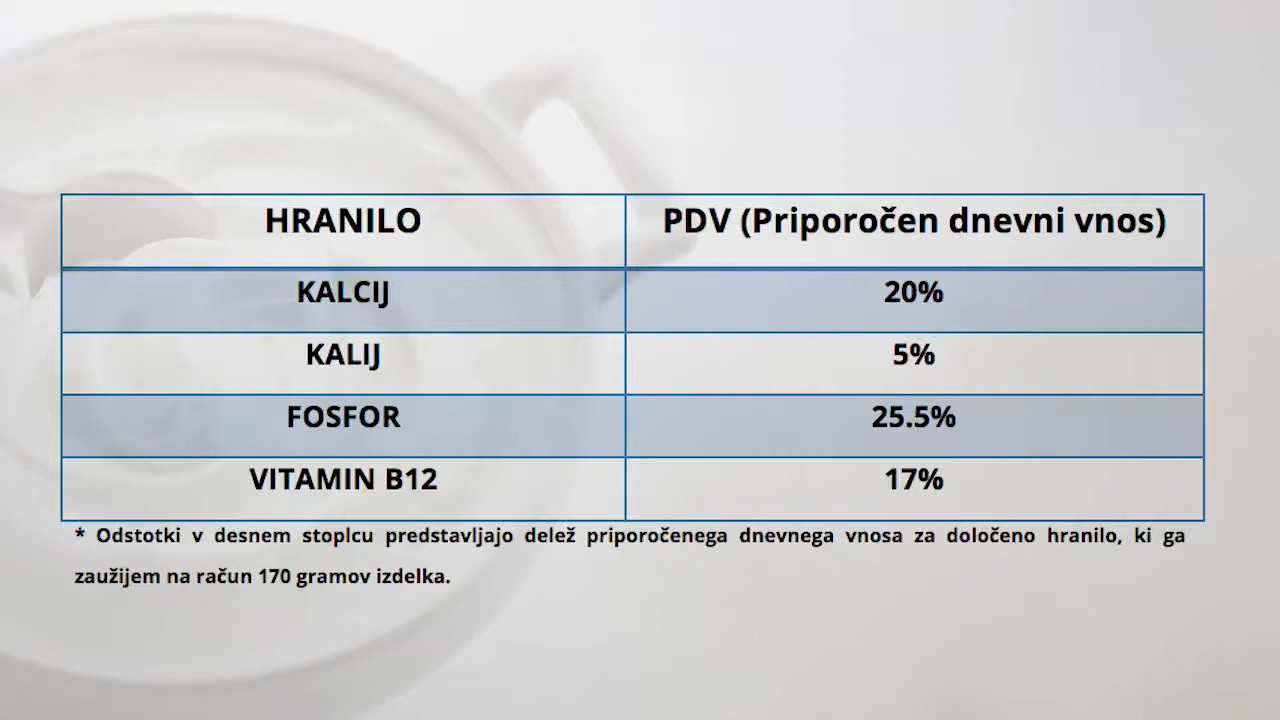 HRANILO PDV (Priporočen dnevni vnos)
KALCIJ 20%
KALIJ 5%
FOSFOR 25.5%
VITAMIN B12 17%
* Odstotki v desnem stoplcu predstavljajo delež priporočenega dnevnega vnosa za določeno hranilo, ki ga
zaužijem na račun 170 gramov izdelka.